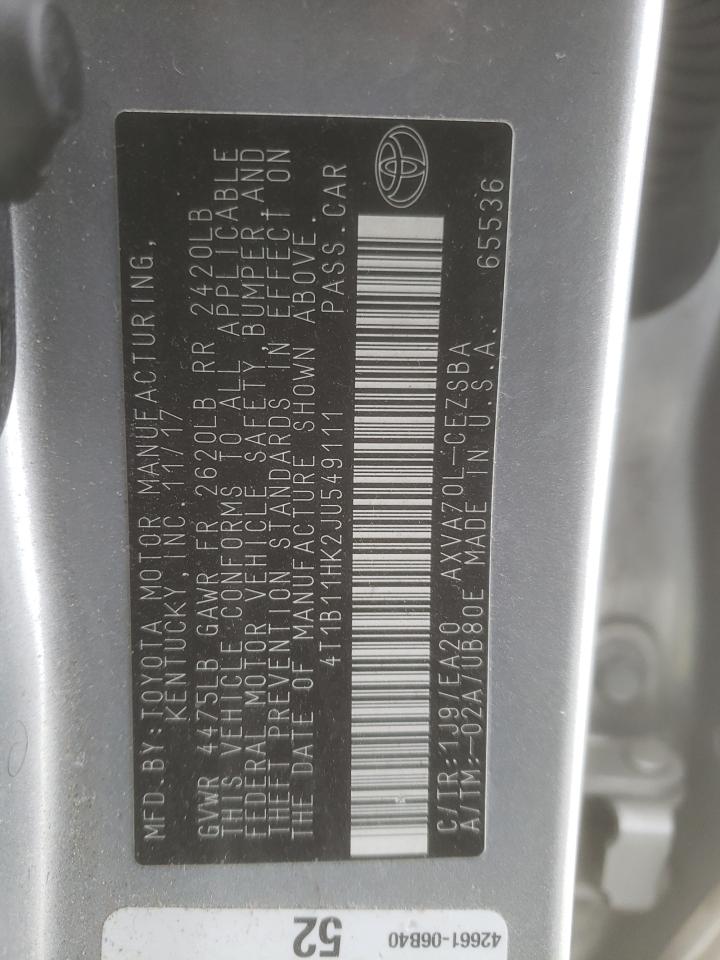 MFD.BY:TOYOTA MOTOR MANUFACTURING,
KENTUCKY, INC. 11/17
GVWR 4475LB GAWR FR 2620LB RR 2420LB
THIS VEHICLE CONFORMS TO ALL APPLICABLE
FEDERAL MOTOR VEHICLE SAFETY, BUMPER, AND
THEFT PREVENTION STANDARDS IN EFFECT ON
THE DATE OF MANUFACTURE SHOWN ABOVE.
4T1B11HK2JU549111 PASS.CAR
C/TR:1J9/EA20 AXVA70L-CEZSBA 65536
A/TM:-02A/UB80E MADE IN U.S.A.
52
42661-06B40